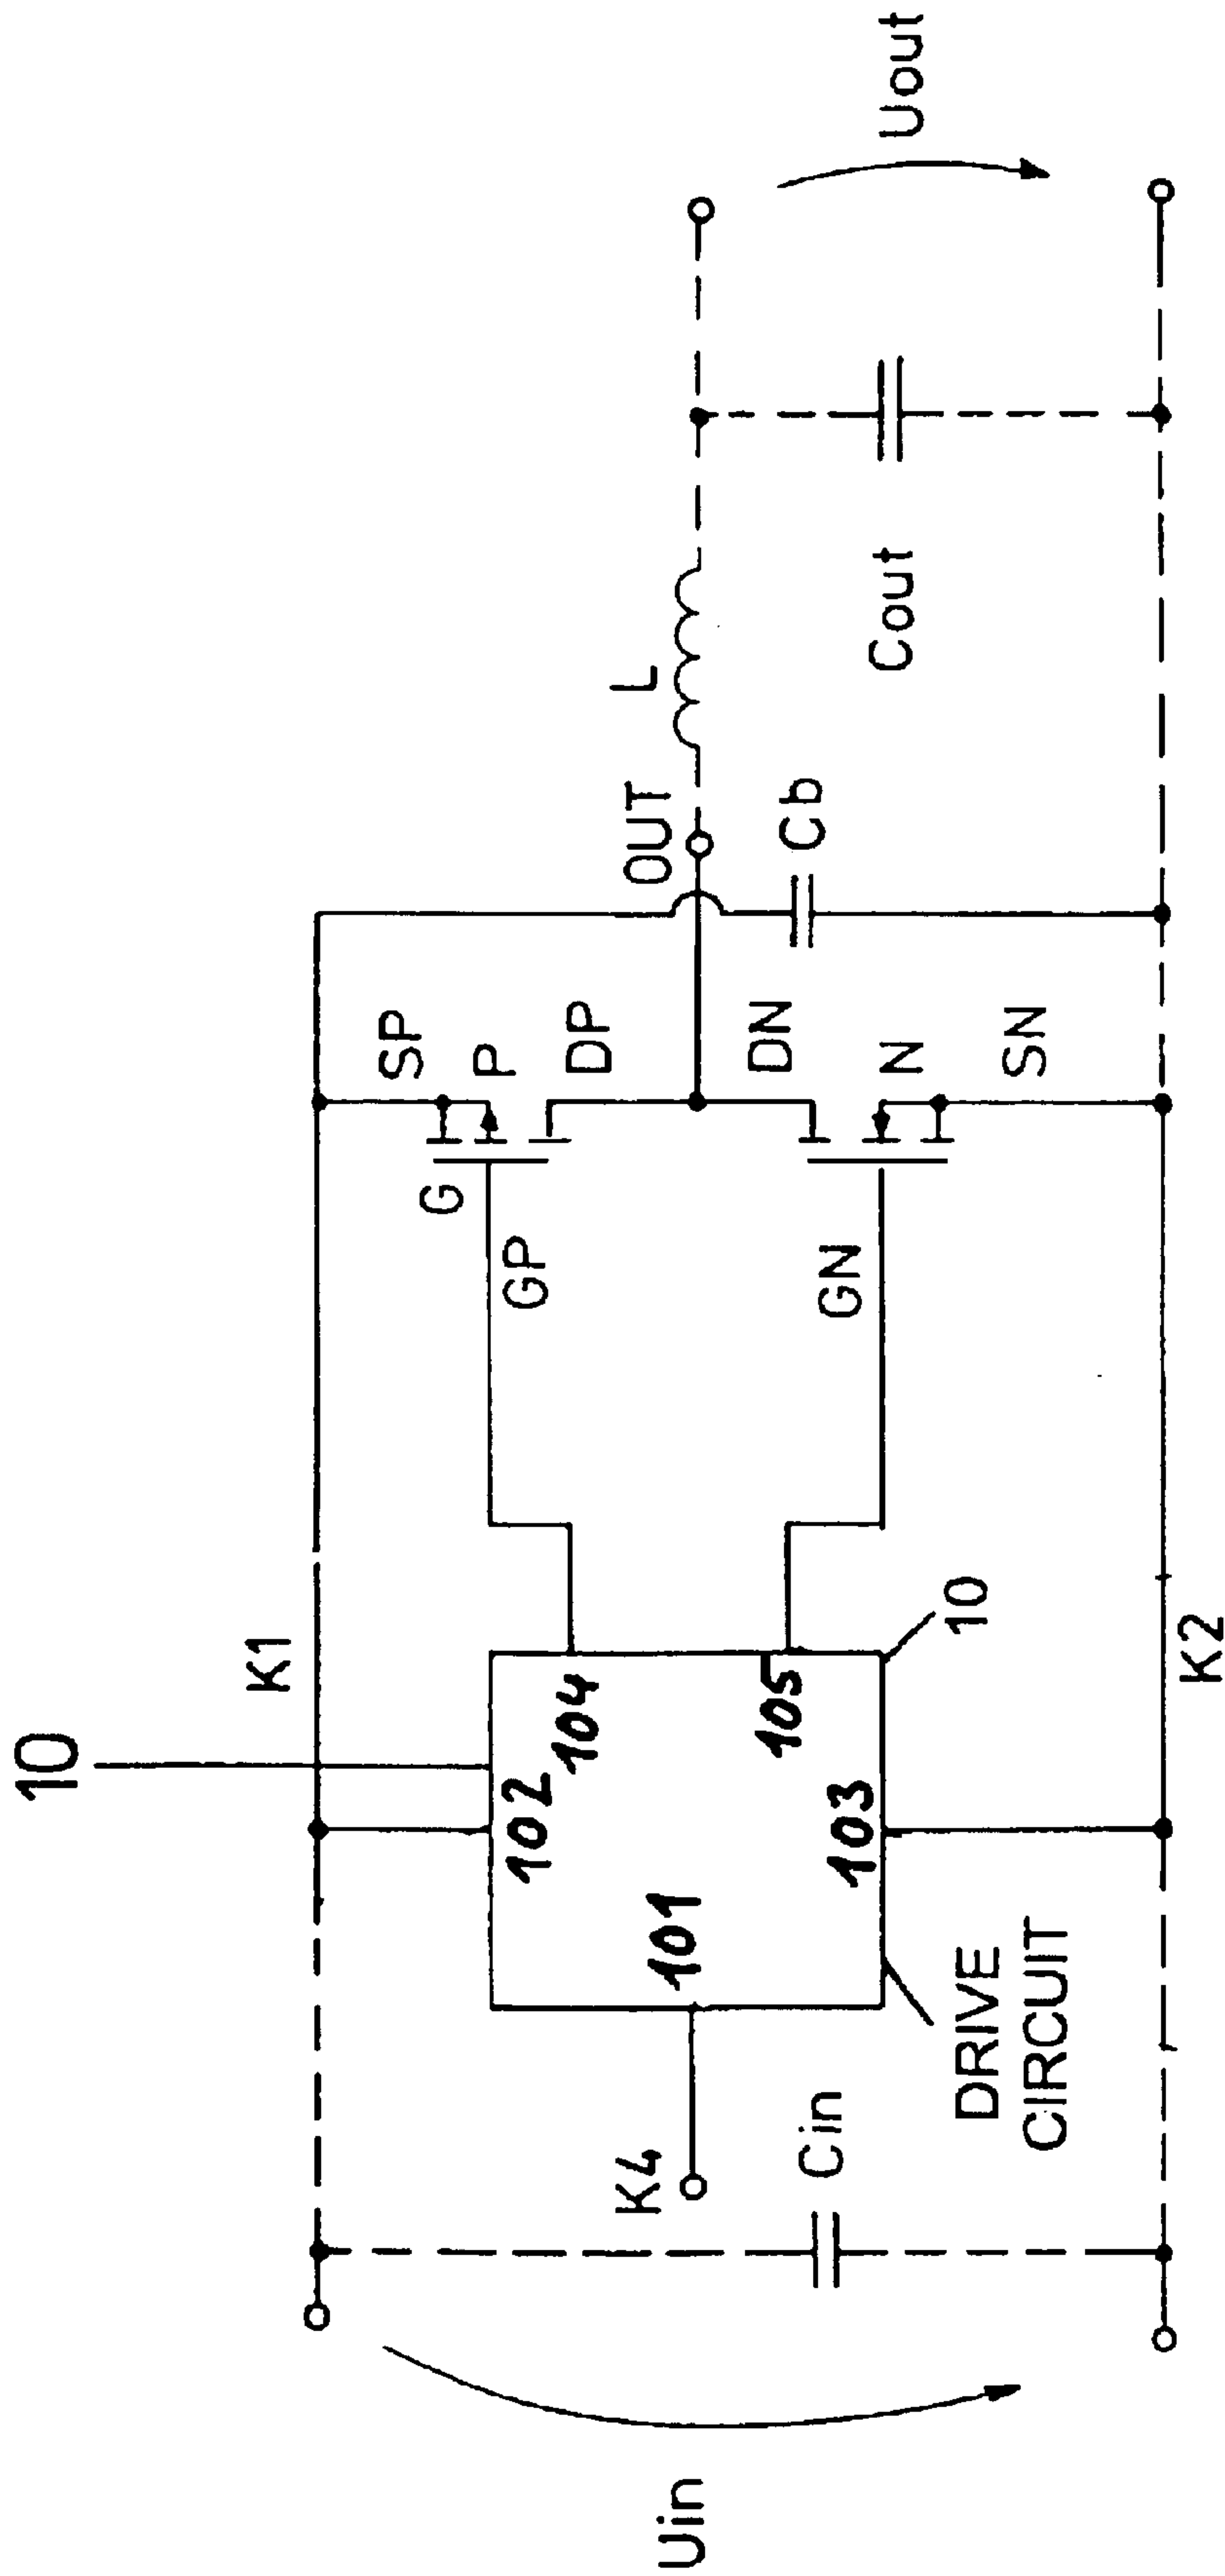 10
K1
K2
Uin
Cin
K4
101
102
103
104
105
10
DRIVE
CIRCUIT
GP
G
SP
P
DP
GN
DN
N
SN
OUT
Cb
L
Cout
Uout